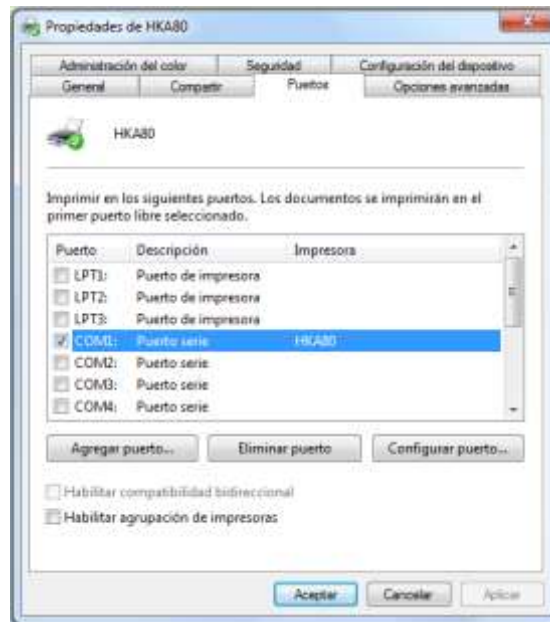 Propiedades de HKA80
Administración del color Seguridad Configuración del dispositivo
General Compartir Puertos Opciones avanzadas
HKA80
Imprimir en los siguientes puertos. Los documentos se imprimirán en el
primer puerto libre seleccionado.
Puerto Descripción Impresora
LPT1: Puerto de impresora
LPT2: Puerto de impresora
LPT3: Puerto de impresora
COM1: Puerto serie HKA80
COM2: Puerto serie
COM3: Puerto serie
COM4: Puerto serie
Agregar puerto... Eliminar puerto Configurar puerto...
Habilitar compatibilidad bidireccional
Habilitar agrupación de impresoras
Aceptar Cancelar Aplicar